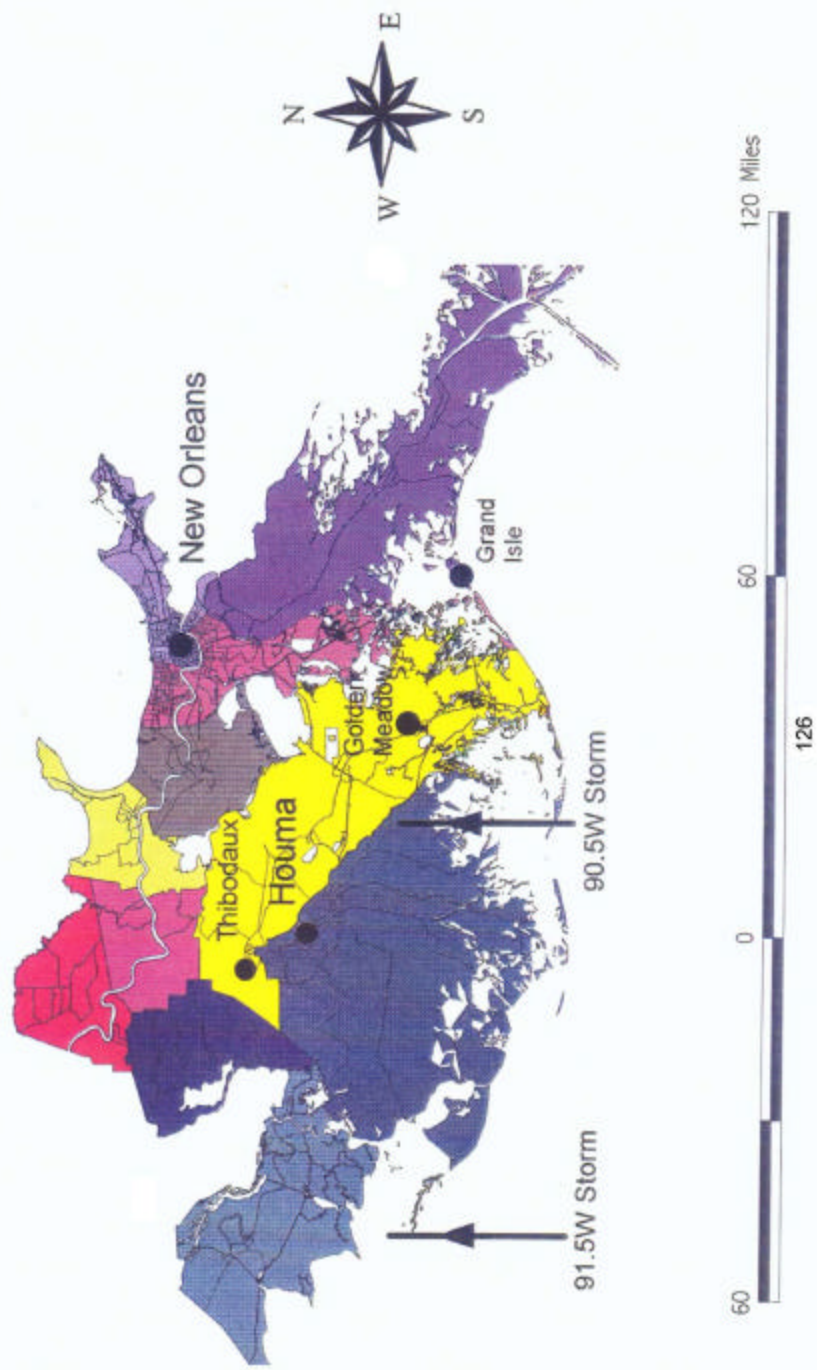 N
W
E
S
New Orleans
Thibodaux
Houma
Golden
Meadow
Grand
Isle
91.5W Storm
90.5W Storm
60
0
60
120 Miles
126